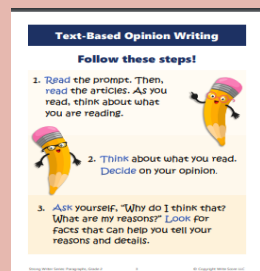 Text-Based Opinion Writing
Follow these steps!
1. Read the prompt. Then,
read the articles. As you
read, think about what
you are reading.
2. Think about what you read.
Decide on your opinion.
3. Ask yourself, "Why do I think that?
What are my reasons?" Look for
facts that can help you tell your
reasons and details.